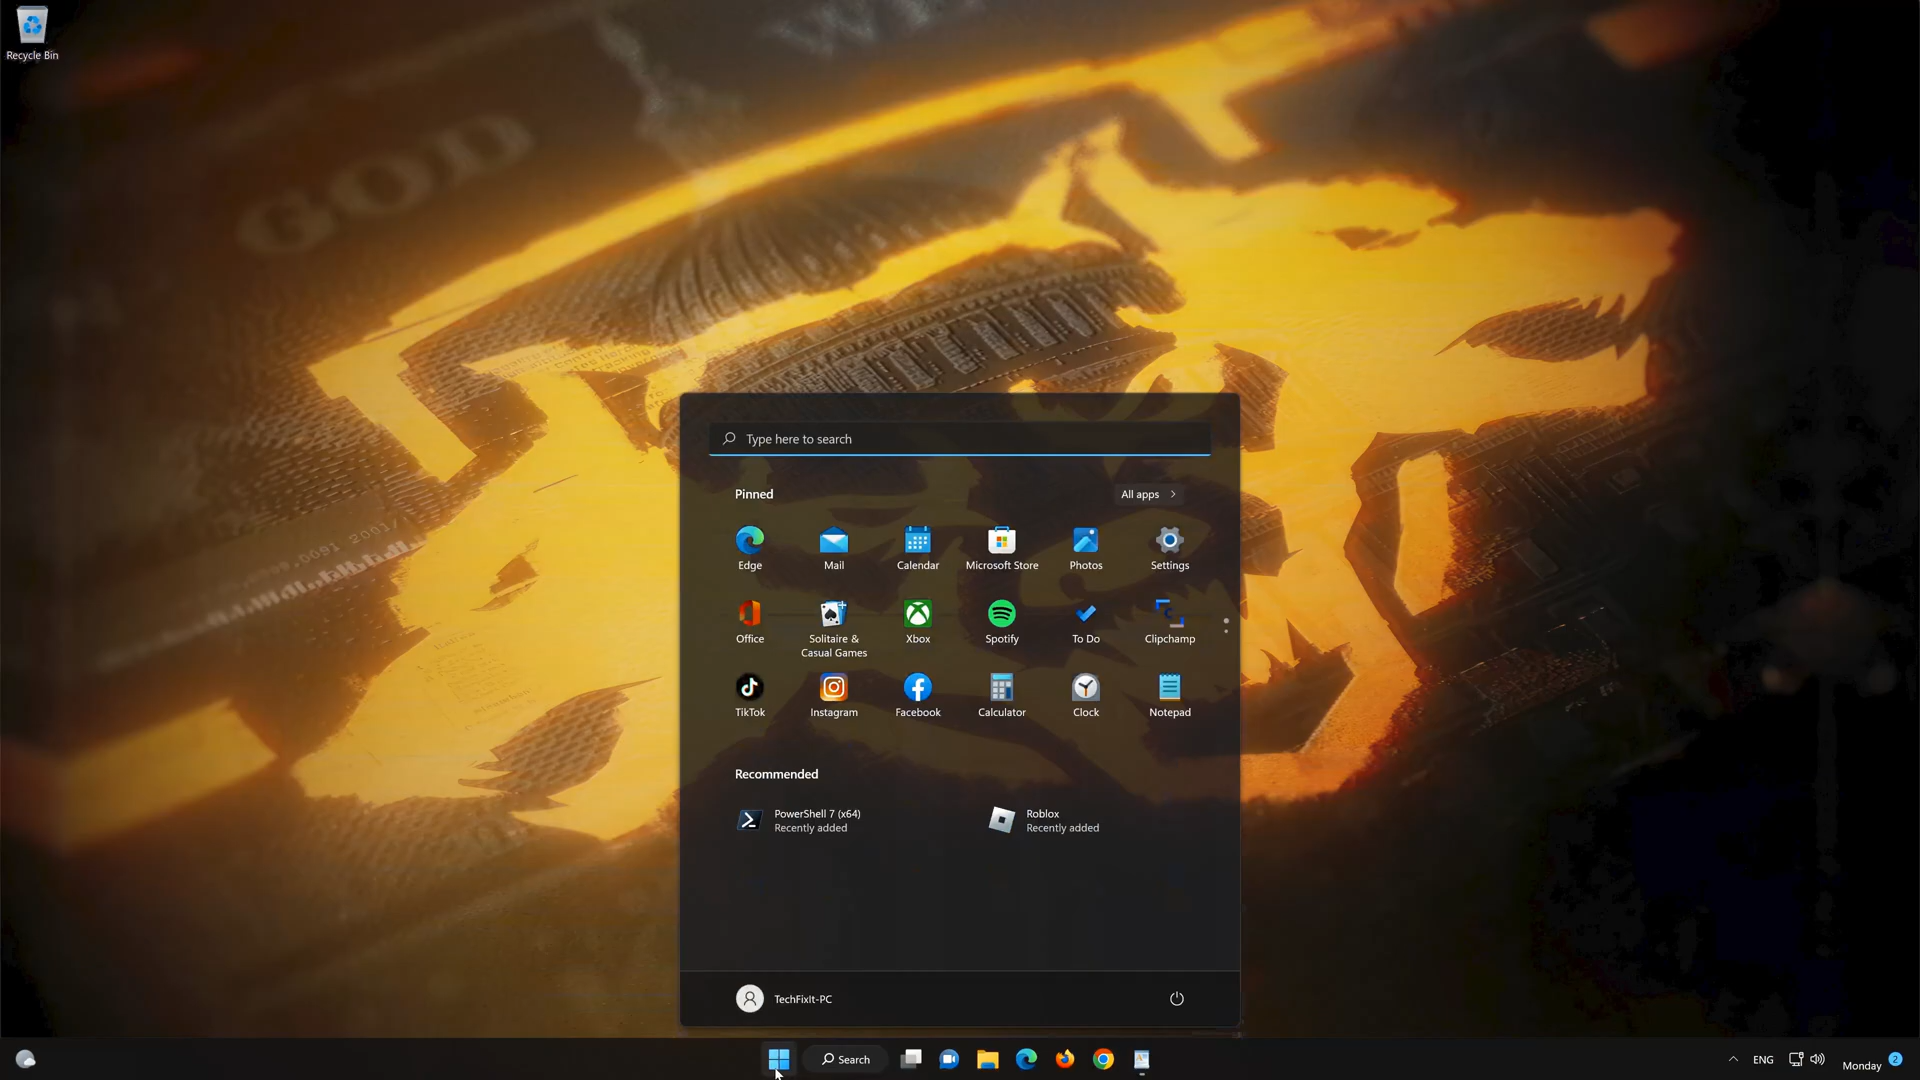 Recycle Bin
GOD
Type here to search
Pinned
All apps
Edge
Mail
Calendar
Microsoft Store
Photos
Settings
Office
Solitaire &
Casual Games
Xbox
Spotify
To Do
Clipchamp
TikTok
Instagram
Facebook
Calculator
Clock
Notepad
Recommended
PowerShell 7 (x64)
Recently added
Roblox
Recently added
TechFixIt-PC
Search
ENG
Monday
2